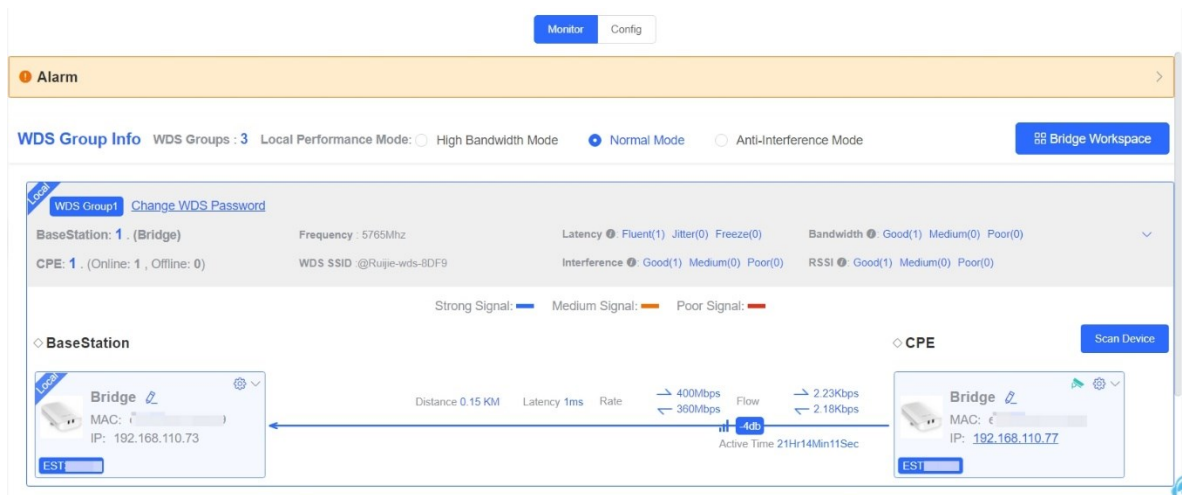 Monitor Config
Alarm
WDS Group Info WDS Groups : 3 Local Performance Mode: High Bandwidth Mode Normal Mode Anti-Interference Mode Bridge Workspace
Local
WDS Group1 Change WDS Password
BaseStation: 1 . (Bridge) Frequency : 5765Mhz Latency : Fluent(1) Jitter(0) Freeze(0) Bandwidth : Good(1) Medium(0) Poor(0)
CPE: 1 . (Online: 1 , Offline: 0) WDS SSID :@Ruijie-wds-8DF9 Interference : Good(1) Medium(0) Poor(0) RSSI : Good(1) Medium(0) Poor(0)
Strong Signal: Medium Signal: Poor Signal:
BaseStation CPE Scan Device
Local
Bridge
MAC:
IP: 192.168.110.73
EST
Distance 0.15 KM Latency 1ms Rate 400Mbps 360Mbps Flow 2.23Kbps 2.18Kbps
-4db
Active Time 21Hr14Min11Sec
Bridge
MAC:
IP: 192.168.110.77
EST